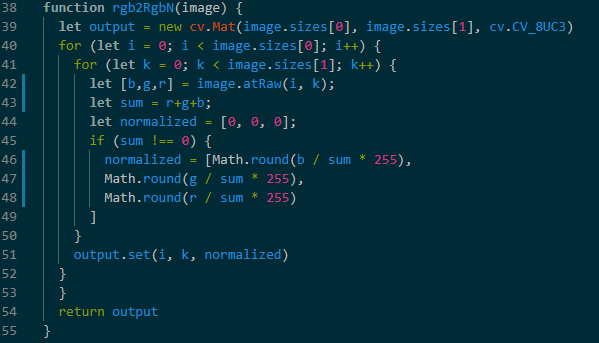 38 function rgb2RgbN(image) {
39   let output = new cv.Mat(image.sizes[0], image.sizes[1], cv.CV_8UC3)
40   for (let i = 0; i < image.sizes[0]; i++) {
41     for (let k = 0; k < image.sizes[1]; k++) {
42       let [b,g,r] = image.atRaw(i, k);
43       let sum = r+g+b;
44       let normalized = [0, 0, 0];
45       if (sum !== 0) {
46         normalized = [Math.round(b / sum * 255),
47         Math.round(g / sum * 255),
48         Math.round(r / sum * 255)
49       ]
50     }
51     output.set(i, k, normalized)
52   }
53   }
54   return output
55 }